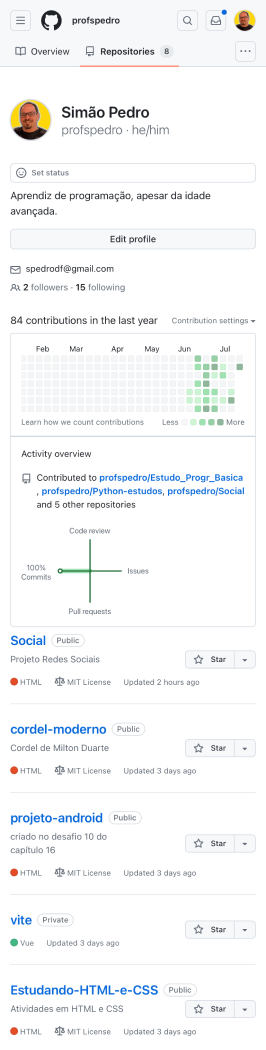 profspedro
Overview Repositories 8
Simão Pedro
profspedro · he/him
Set status
Aprendiz de programação, apesar da idade
avançada.
Edit profile
spedrodf@gmail.com
2 followers · 15 following
84 contributions in the last year Contribution settings
Feb Mar Apr May Jun Jul
Learn how we count contributions Less More
Activity overview
Contributed to profspedro/Estudo_Progr_Basica
, profspedro/Python-estudos, profspedro/Social
and 5 other repositories
Code review
100%
Commits
Issues
Pull requests
Social Public
Projeto Redes Sociais
Star
HTML MIT License Updated 2 hours ago
cordel-moderno Public
Cordel de Milton Duarte
Star
HTML MIT License Updated 3 days ago
projeto-android Public
criado no desafio 10 do
capítulo 16
Star
HTML MIT License Updated 3 days ago
vite Private
Star
Vue Updated 3 days ago
Estudando-HTML-e-CSS Public
Atividades em HTML e CSS
Star
HTML MIT License Updated 3 days ago